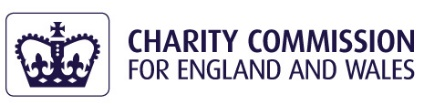 CHARITY COMMISSION
FOR ENGLAND AND WALES